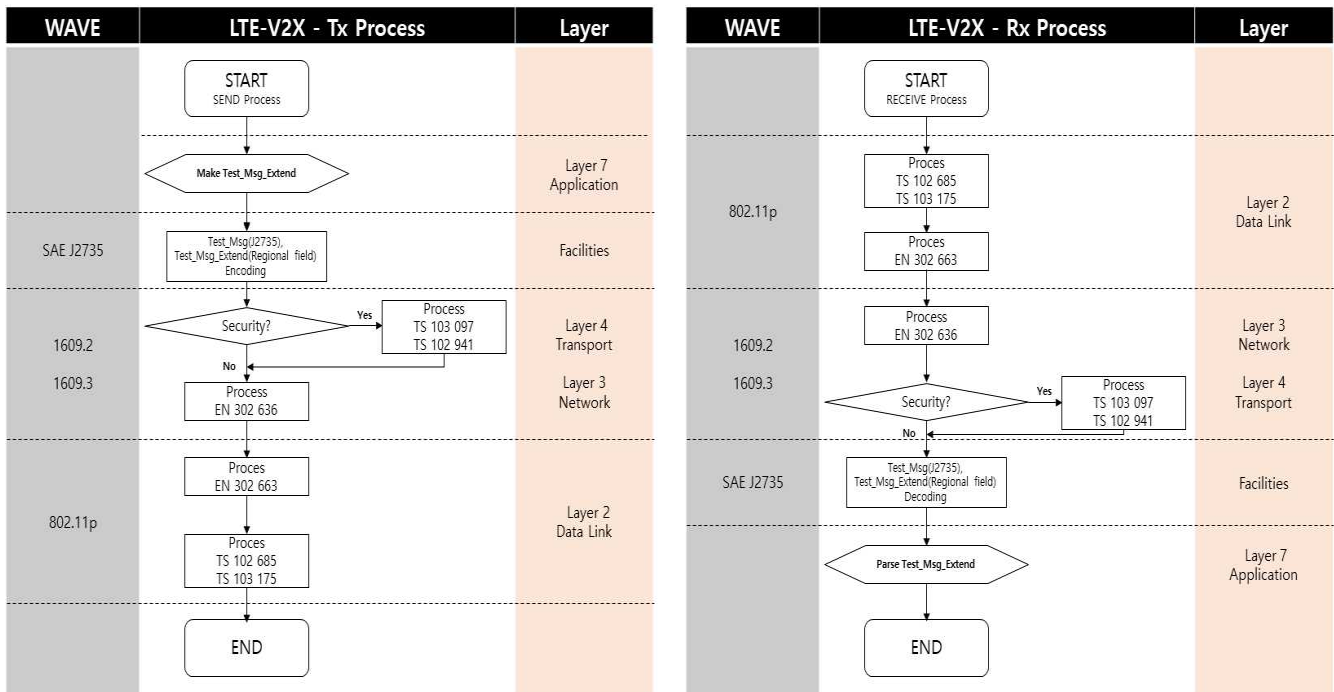 WAVE
LTE-V2X - Tx Process
Layer
START
SEND Process
Make Test_Msg_Extend
Layer 7
Application
SAE J2735
Test_Msg(J2735),
Test_Msg_Extend(Regional field)
Encoding
Facilities
1609.2
Security?
Yes
Process
TS 103 097
TS 102 941
Layer 4
Transport
No
1609.3
Process
EN 302 636
Layer 3
Network
802.11p
Proces
EN 302 663
Proces
TS 102 685
TS 103 175
Layer 2
Data Link
END
WAVE
LTE-V2X - Rx Process
Layer
START
RECEIVE Process
802.11p
Proces
TS 102 685
TS 103 175
Proces
EN 302 663
Layer 2
Data Link
1609.2
Process
EN 302 636
Layer 3
Network
1609.3
Security?
Yes
Process
TS 103 097
TS 102 941
Layer 4
Transport
No
SAE J2735
Test_Msg(J2735),
Test_Msg_Extend(Regional field)
Decoding
Facilities
Parse Test_Msg_Extend
Layer 7
Application
END